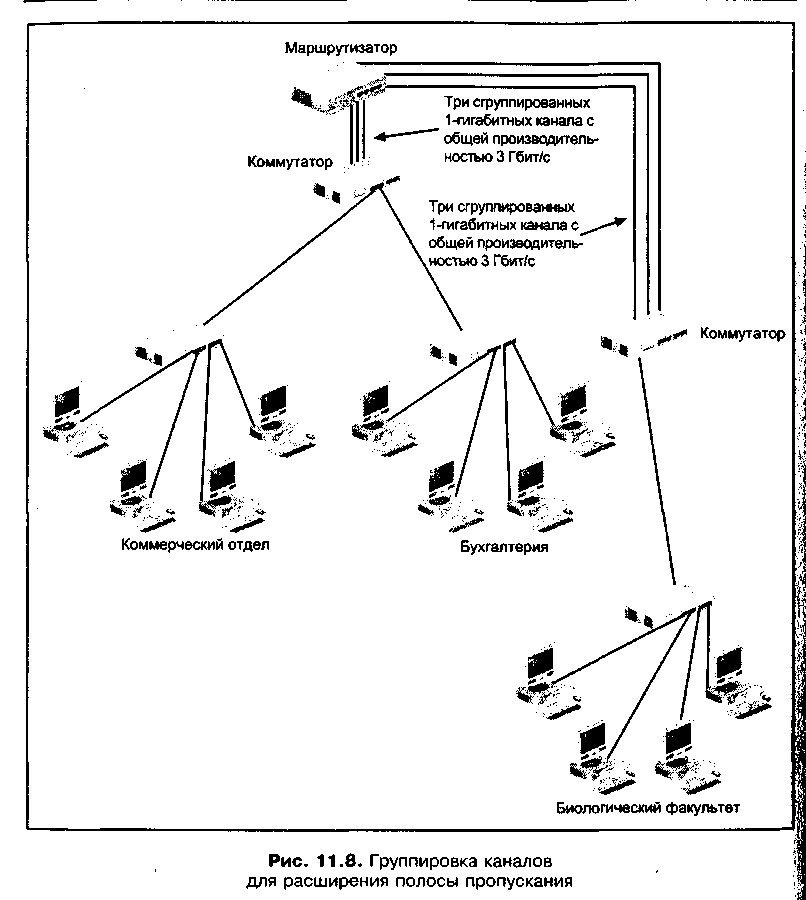 Маршрутизатор
Три сгруппированных
1-гигабитных канала с
общей производитель-
ностью 3 Гбит/с
Коммутатор
Три сгруппированных
1-гигабитных канала с
общей производитель-
ностью 3 Гбит/с
Коммутатор
Коммерческий отдел
Бухгалтерия
Биологический факультет
Рис. 11.8. Группировка каналов
для расширения полосы пропускания